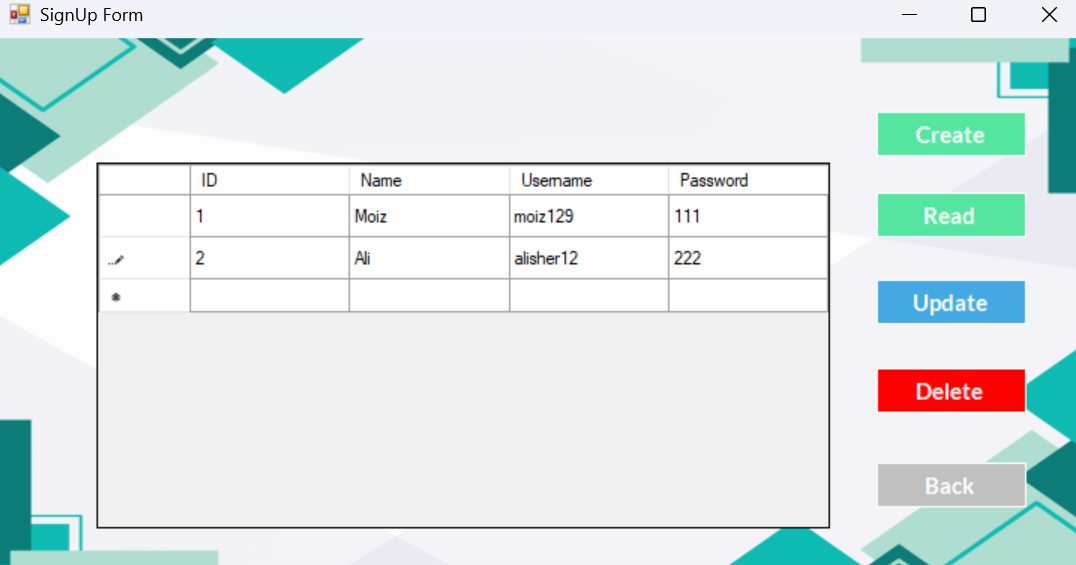 SignUp Form
Create
ID Name Username Password
1 Moiz moiz129 111
Read
2 Ali alisher12 222
Update
Delete
Back